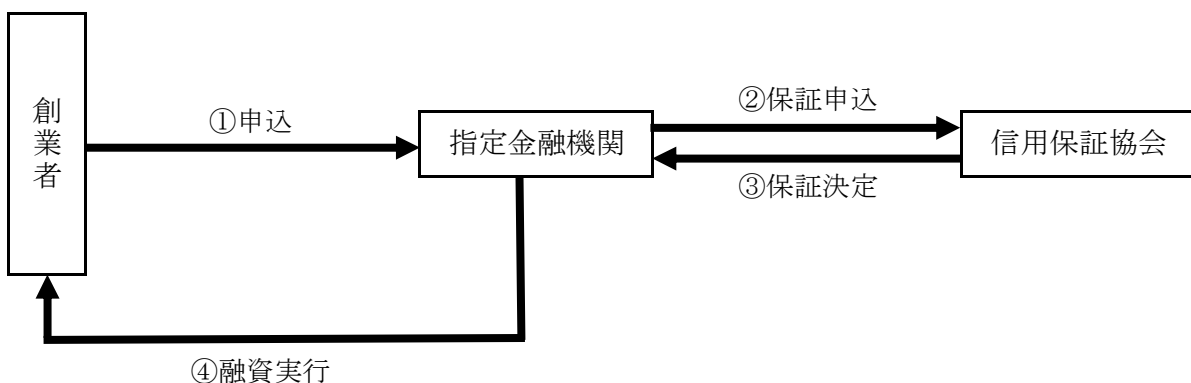 創業者
①申込
指定金融機関
②保証申込
③保証決定
信用保証協会
④融資実行